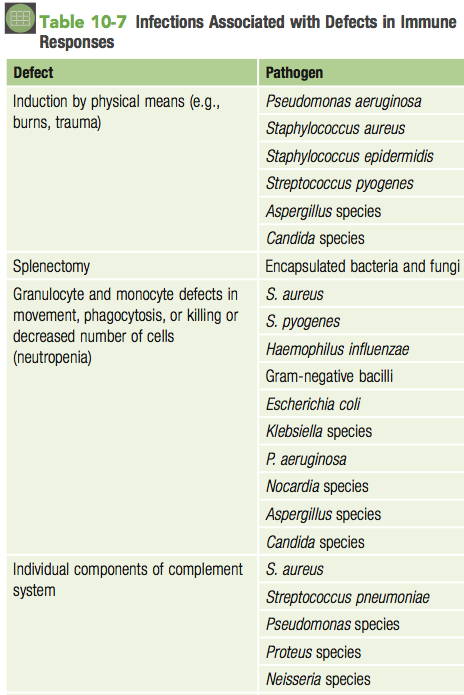 Table 10-7 Infections Associated with Defects in Immune
Responses
Defect
Pathogen
Induction by physical means (e.g.,
burns, trauma)
Pseudomonas aeruginosa
Staphylococcus aureus
Staphylococcus epidermidis
Streptococcus pyogenes
Aspergillus species
Candida species
Splenectomy
Encapsulated bacteria and fungi
Granulocyte and monocyte defects in
movement, phagocytosis, or killing or
decreased number of cells
(neutropenia)
S. aureus
S. pyogenes
Haemophilus influenzae
Gram-negative bacilli
Escherichia coli
Klebsiella species
P. aeruginosa
Nocardia species
Aspergillus species
Candida species
Individual components of complement
system
S. aureus
Streptococcus pneumoniae
Pseudomonas species
Proteus species
Neisseria species